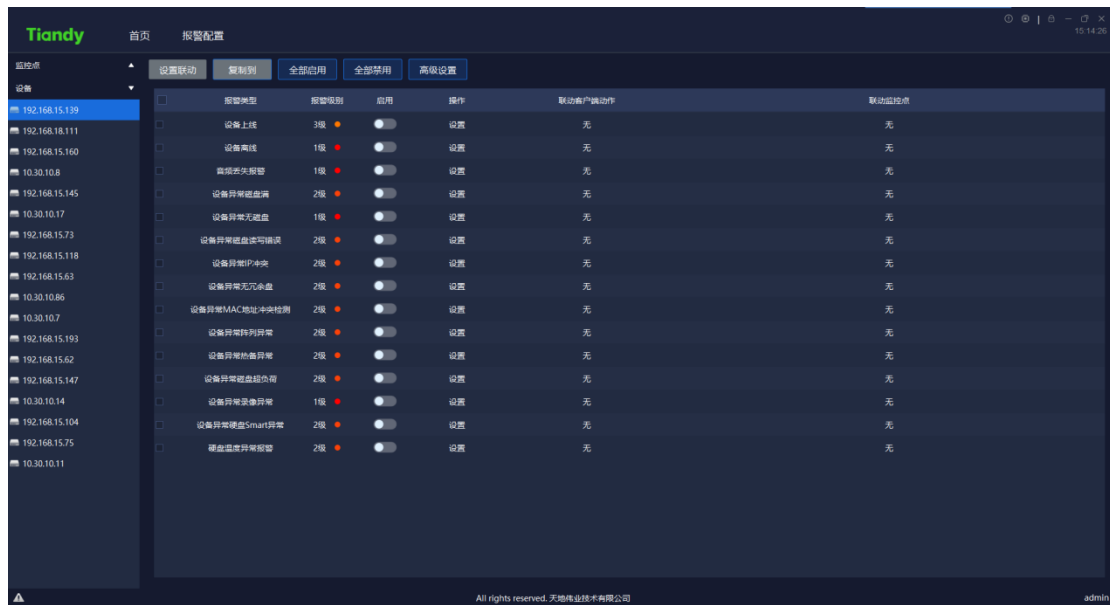 Tiandy 首页 报警配置
15:14:26
监控点
设备
192.168.15.139
192.168.18.111
192.168.15.160
10.30.10.8
192.168.15.145
10.30.10.17
192.168.15.73
192.168.15.118
192.168.15.63
10.30.10.86
10.30.10.7
192.168.15.193
192.168.15.62
192.168.15.147
10.30.10.14
192.168.15.104
192.168.15.75
10.30.10.11
设置联动 复制到 全部启用 全部禁用 高级设置
报警类型 报警级别 启用 操作 联动客户端动作 联动监控点
设备上线 3级 设置 无 无
设备离线 1级 设置 无 无
音频丢失报警 1级 设置 无 无
设备异常磁盘满 2级 设置 无 无
设备异常无磁盘 1级 设置 无 无
设备异常磁盘读写错误 2级 设置 无 无
设备异常IP冲突 2级 设置 无 无
设备异常无冗余盘 2级 设置 无 无
设备异常MAC地址冲突检测 2级 设置 无 无
设备异常阵列异常 2级 设置 无 无
设备异常热备异常 2级 设置 无 无
设备异常磁盘超负荷 2级 设置 无 无
设备异常录像异常 1级 设置 无 无
设备异常硬盘Smart异常 2级 设置 无 无
硬盘温度异常报警 2级 设置 无 无
All rights reserved. 天地伟业技术有限公司 admin